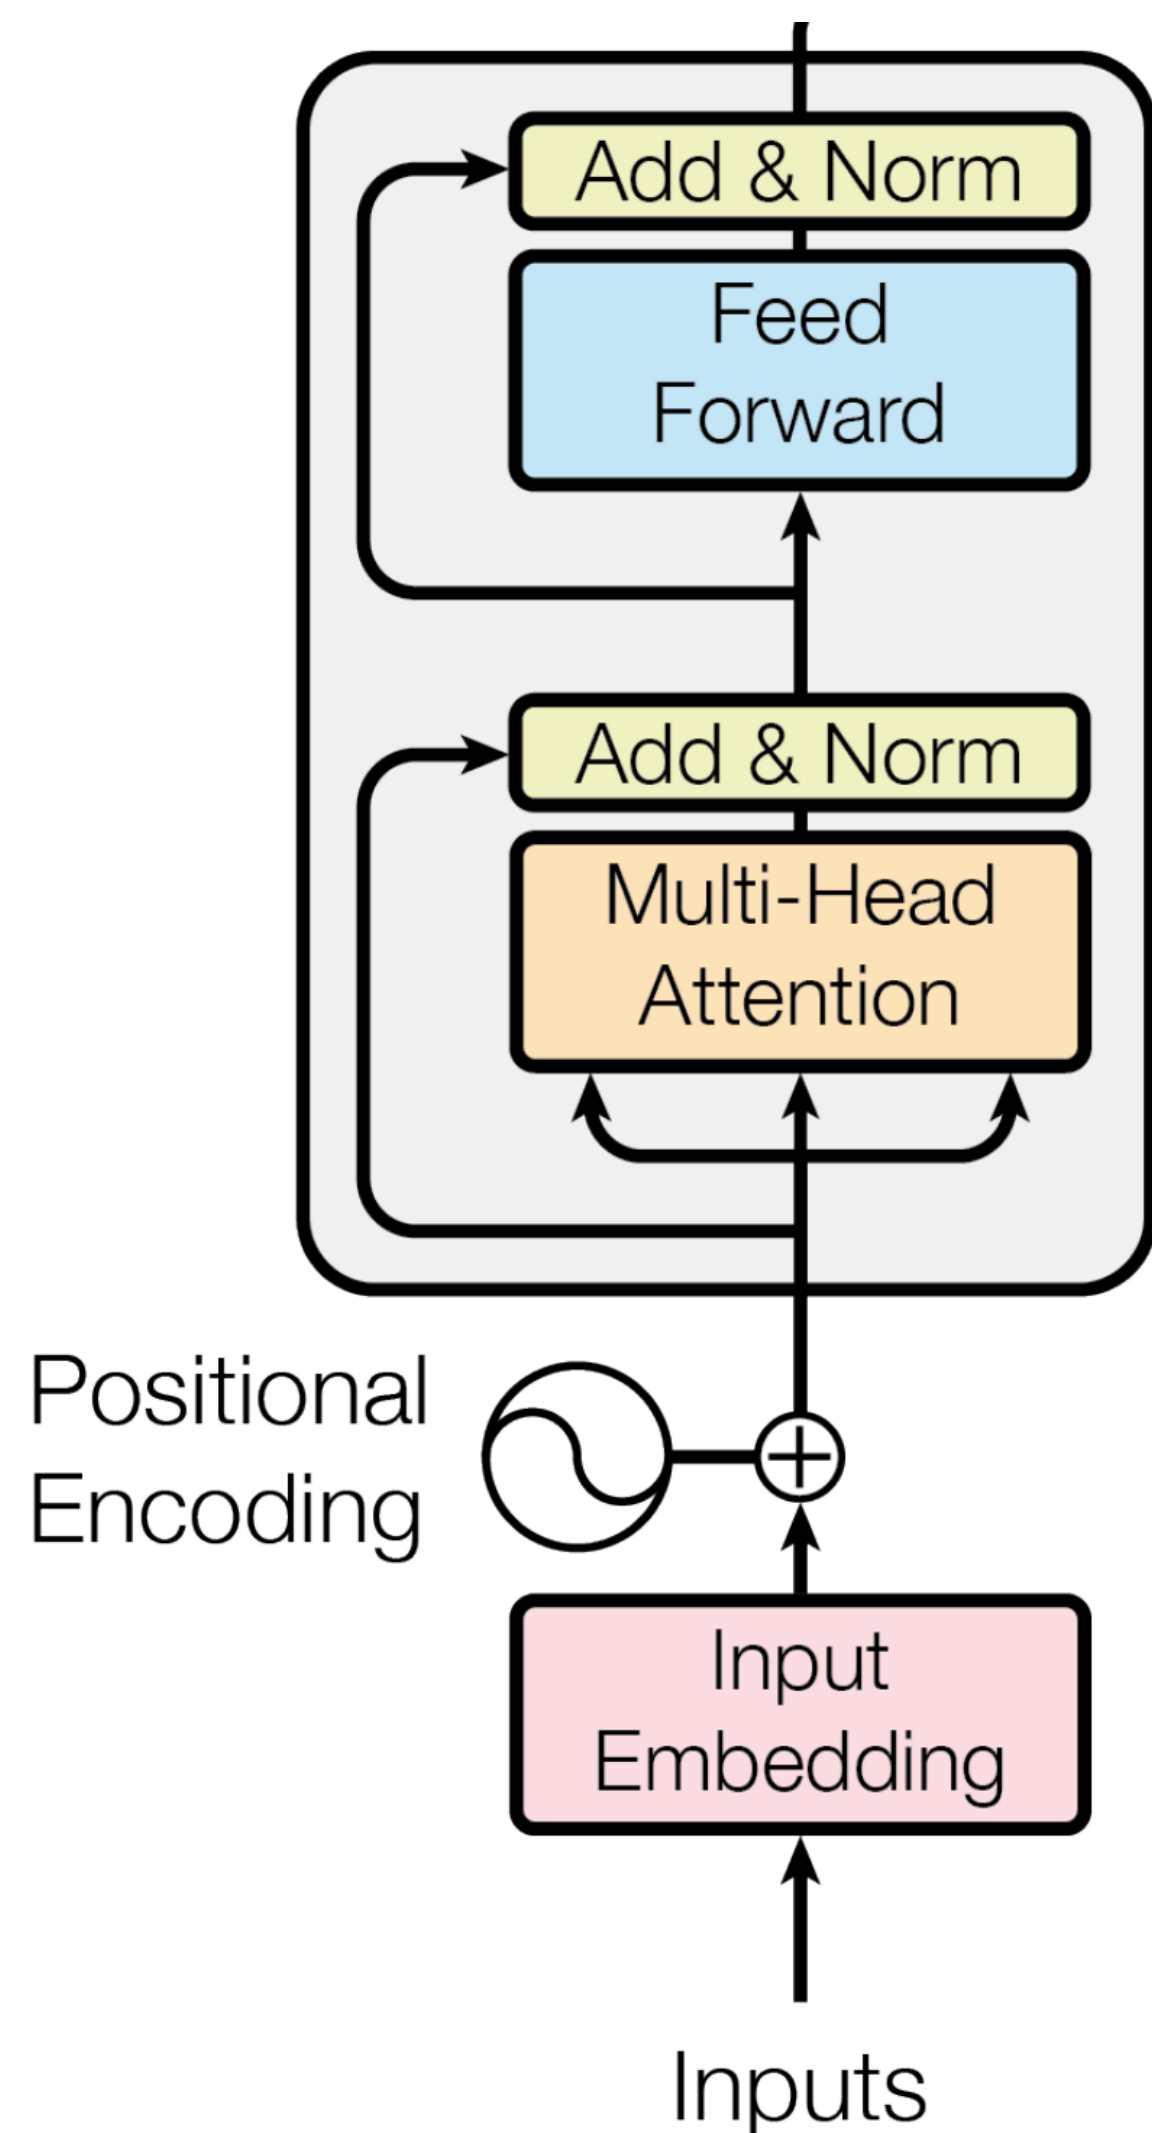 Add & Norm
Feed
Forward
Add & Norm
Multi-Head
Attention
Positional
Encoding
Input
Embedding
Inputs